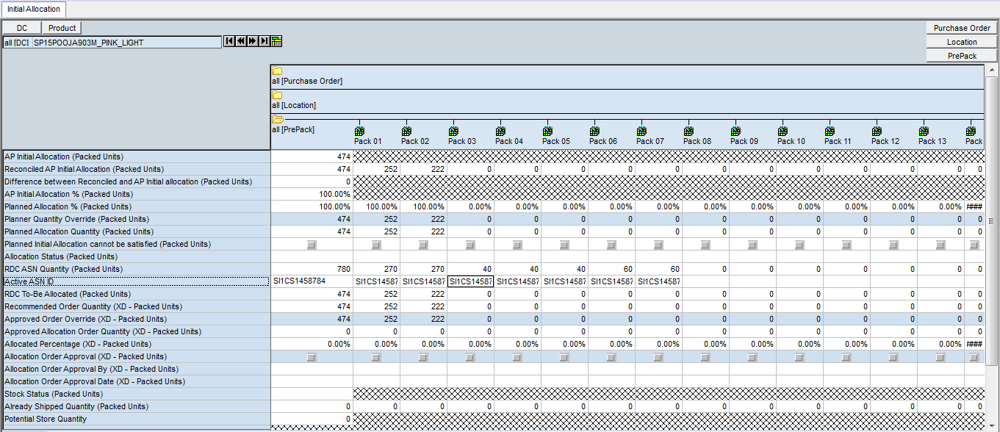 Initial Allocation
DC Product Purchase Order
all [DC] SP15POOJA903M_PINK_LIGHT Location
PrePack
all [Purchase Order]
all [Location]
all [PrePack] Pack 01 Pack 02 Pack 03 Pack 04 Pack 05 Pack 06 Pack 07 Pack 08 Pack 09 Pack 10 Pack 11 Pack 12 Pack 13 Pack
AP Initial Allocation (Packed Units) 474
Reconciled AP Initial Allocation (Packed Units) 474 252 222 0 0 0 0 0 0 0 0 0 0 0 0
Difference between Reconciled and AP Initial allocation (Packed Units) 0
AP Initial Allocation % (Packed Units) 100.00%
Planned Allocation % (Packed Units) 100.00% 100.00% 100.00% 0.00% 0.00% 0.00% 0.00% 0.00% 0.00% 0.00% 0.00% 0.00% 0.00% 0.00% ####
Planner Quantity Override (Packed Units) 474 252 222 0 0 0 0 0 0 0 0 0 0 0 0
Planned Allocation Quantity (Packed Units) 474 252 222 0 0 0 0 0 0 0 0 0 0 0 0
Planned Initial Allocation cannot be satisfied (Packed Units)
Allocation Status (Packed Units)
RDC ASN Quantity (Packed Units) 780 270 270 40 40 40 60 60 0 0 0 0 0 0 0
Active ASN ID SI1CS1458784 SI1CS14587 SI1CS14587 SI1CS14587 SI1CS14587 SI1CS14587 SI1CS14587 SI1CS14587
RDC To-Be Allocated (Packed Units) 474 252 222 0 0 0 0 0 0 0 0 0 0 0 0
Recommended Order Quantity (XD - Packed Units) 474 252 222 0 0 0 0 0 0 0 0 0 0 0 0
Approved Order Override (XD - Packed Units) 474 252 222 0 0 0 0 0 0 0 0 0 0 0 0
Approved Allocation Order Quantity (XD - Packed Units) 0 0 0 0 0 0 0 0 0 0 0 0 0 0 0
Allocated Percentage (XD - Packed Units) 0.00% 0.00% 0.00% 0.00% 0.00% 0.00% 0.00% 0.00% 0.00% 0.00% 0.00% 0.00% 0.00% 0.00% ####
Allocation Order Approval (XD - Packed Units)
Allocation Order Approval By (XD - Packed Units)
Allocation Order Approval Date (XD - Packed Units)
Stock Status (Packed Units)
Already Shipped Quantity (Packed Units) 0 0 0 0 0 0 0 0 0 0 0 0 0 0 0
Potential Store Quantity 0